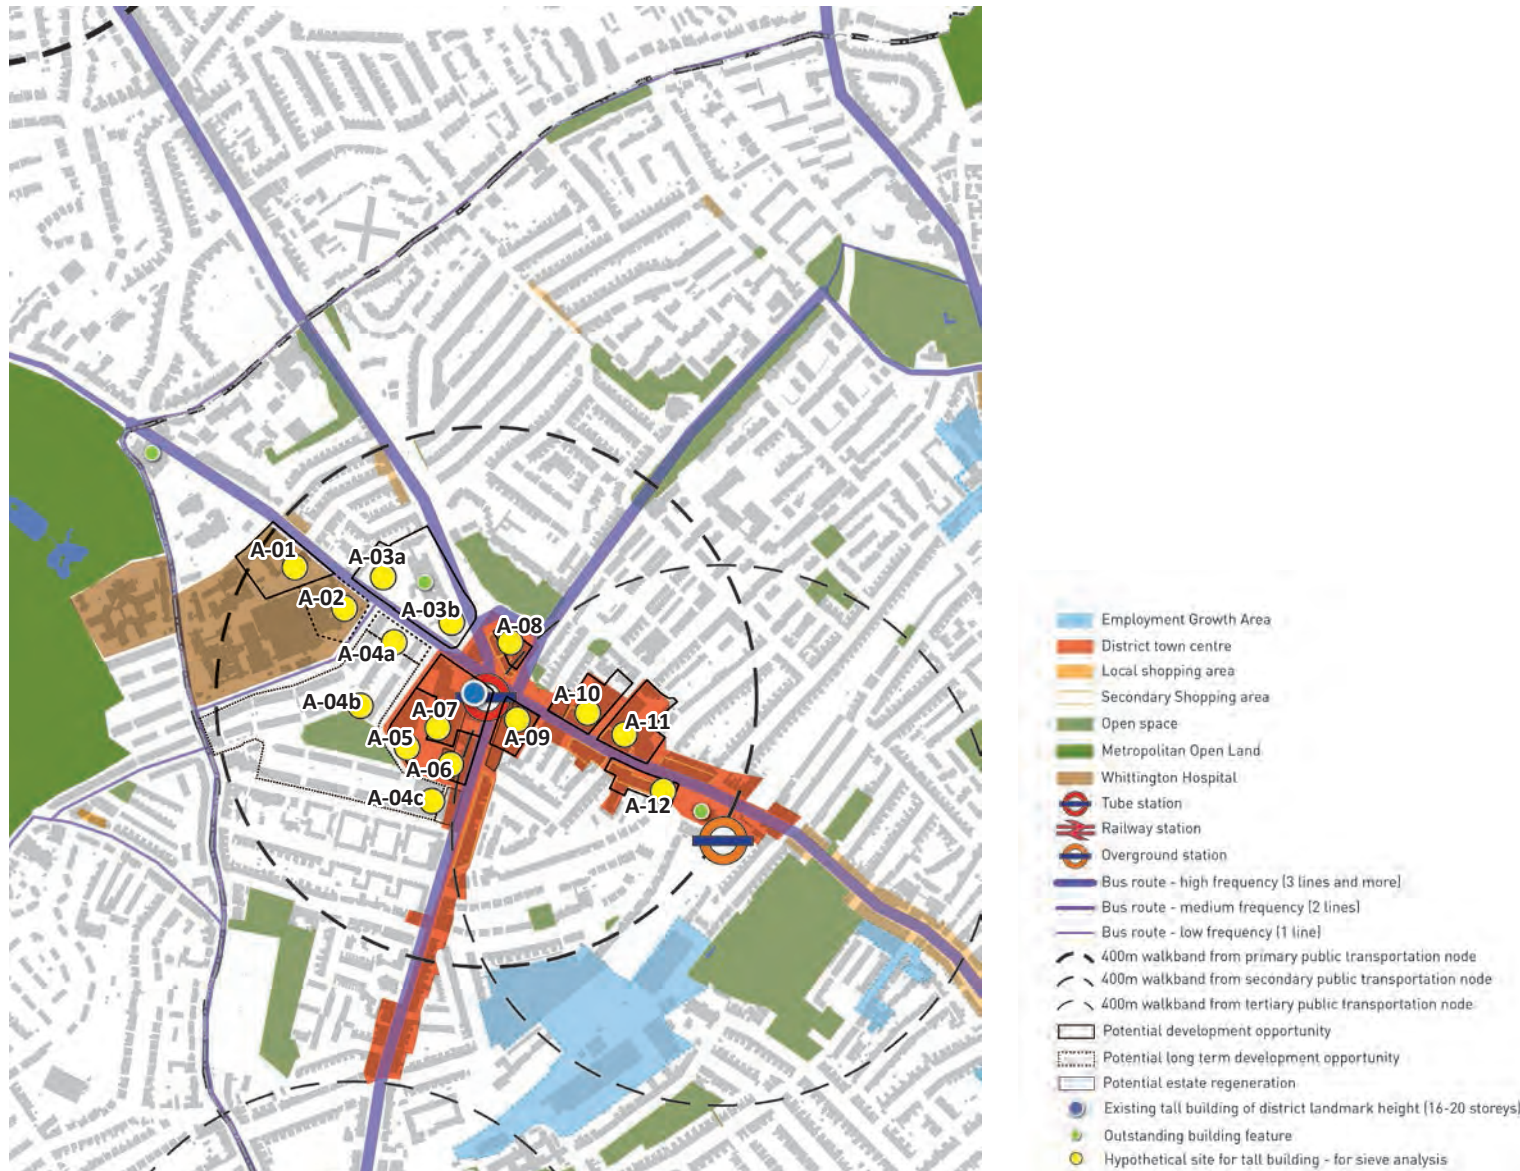 A-01
A-03a
A-02
A-03b
A-08
A-04a
A-04b
A-10
A-07
A-11
A-05
A-09
A-06
A-04c
A-12
Employment Growth Area
District town centre
Local shopping area
Secondary Shopping area
Open space
Metropolitan Open Land
Whittington Hospital
Tube station
Railway station
Overground station
Bus route - high frequency (3 lines and more)
Bus route - medium frequency (2 lines)
Bus route - low frequency (1 line)
400m walkband from primary public transportation node
400m walkband from secondary public transportation node
400m walkband from tertiary public transportation node
Potential development opportunity
Potential long term development opportunity
Potential estate regeneration
Existing tall building of district landmark height (16-20 storeys)
Outstanding building feature
Hypothetical site for tall building - for sieve analysis